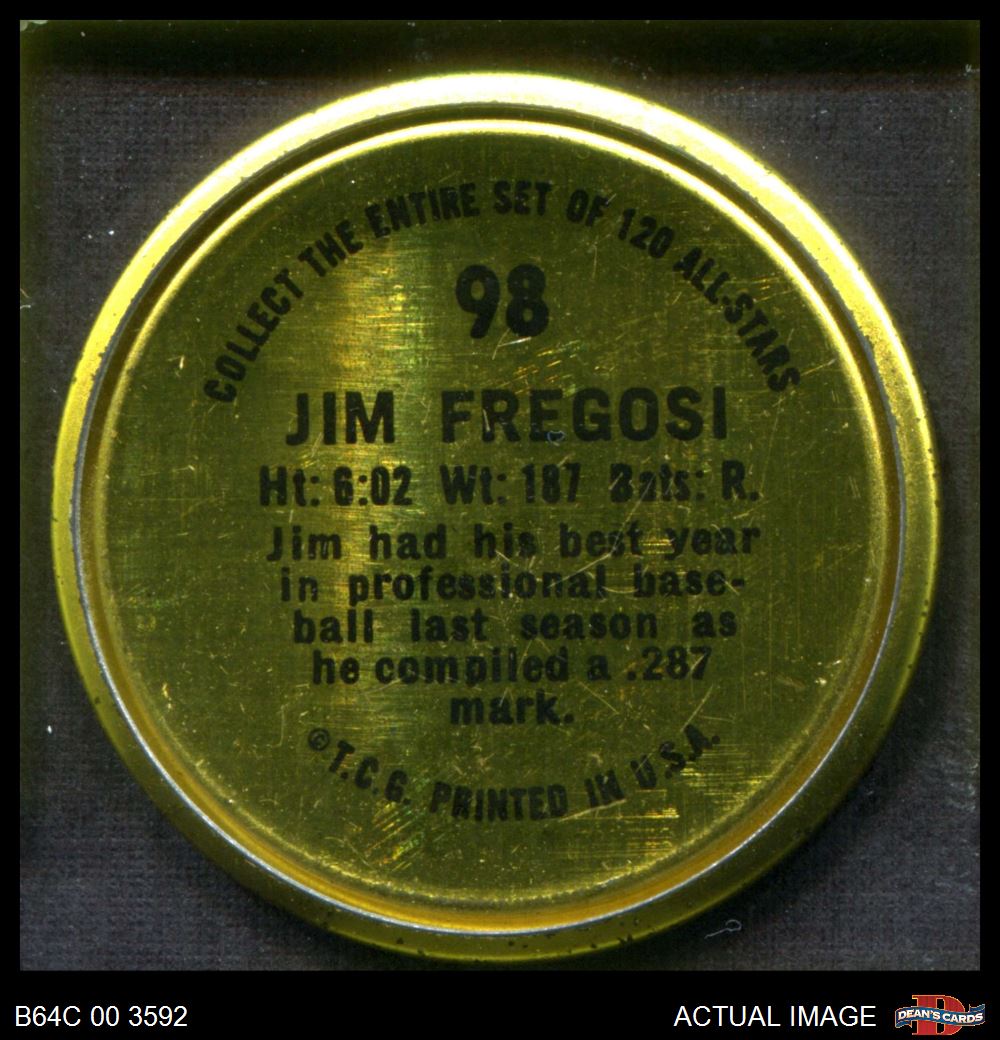 COLLECT THE ENTIRE SET OF 120 ALL-STARS
98
JIM FREGOSI
Ht: 6:02 Wt: 187 Bats: R.
Jim had his best year
in professional base-
ball last season as
he compiled a .287
mark.
©T.C.G. PRINTED IN U.S.A.
B64C 00 3592
ACTUAL IMAGE
D
DEAN'S CARDS